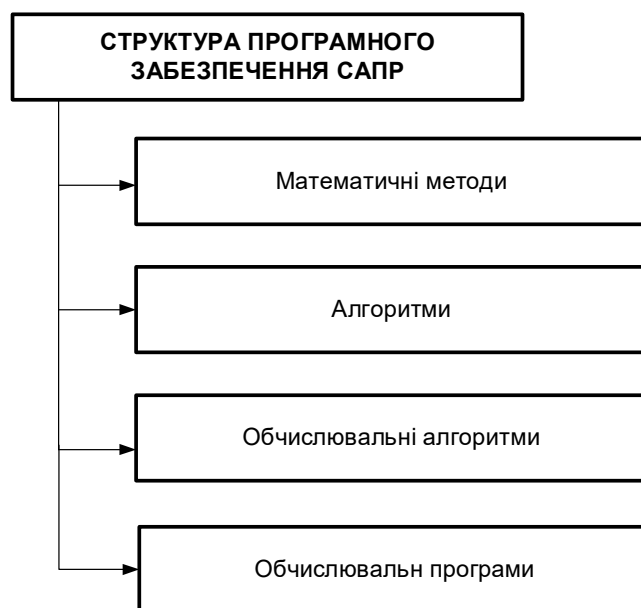 СТРУКТУРА ПРОГРАМНОГО
ЗАБЕЗПЕЧЕННЯ САПР
Математичні методи
Алгоритми
Обчислювальні алгоритми
Обчислювальн програми